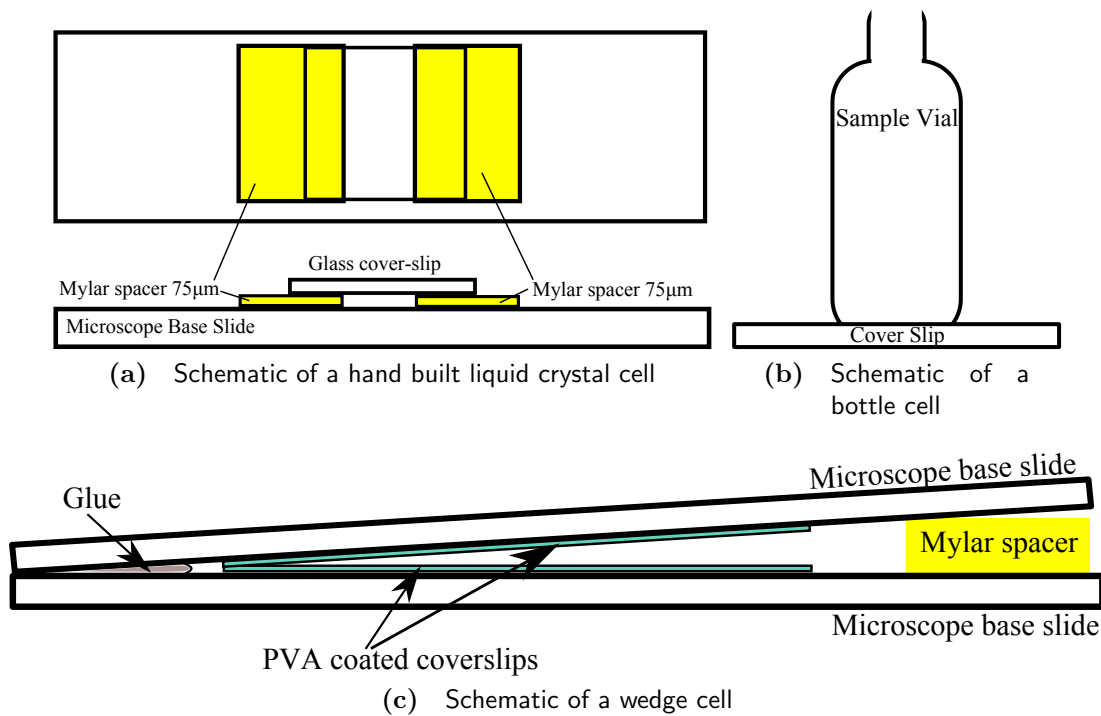 Glass cover-slip
Mylar spacer 75μm
Mylar spacer 75μm
Microscope Base Slide
(a) Schematic of a hand built liquid crystal cell
Sample Vial
Cover Slip
(b) Schematic of a
bottle cell
Microscope base slide
Glue
Mylar spacer
Microscope base slide
PVA coated coverslips
(c) Schematic of a wedge cell